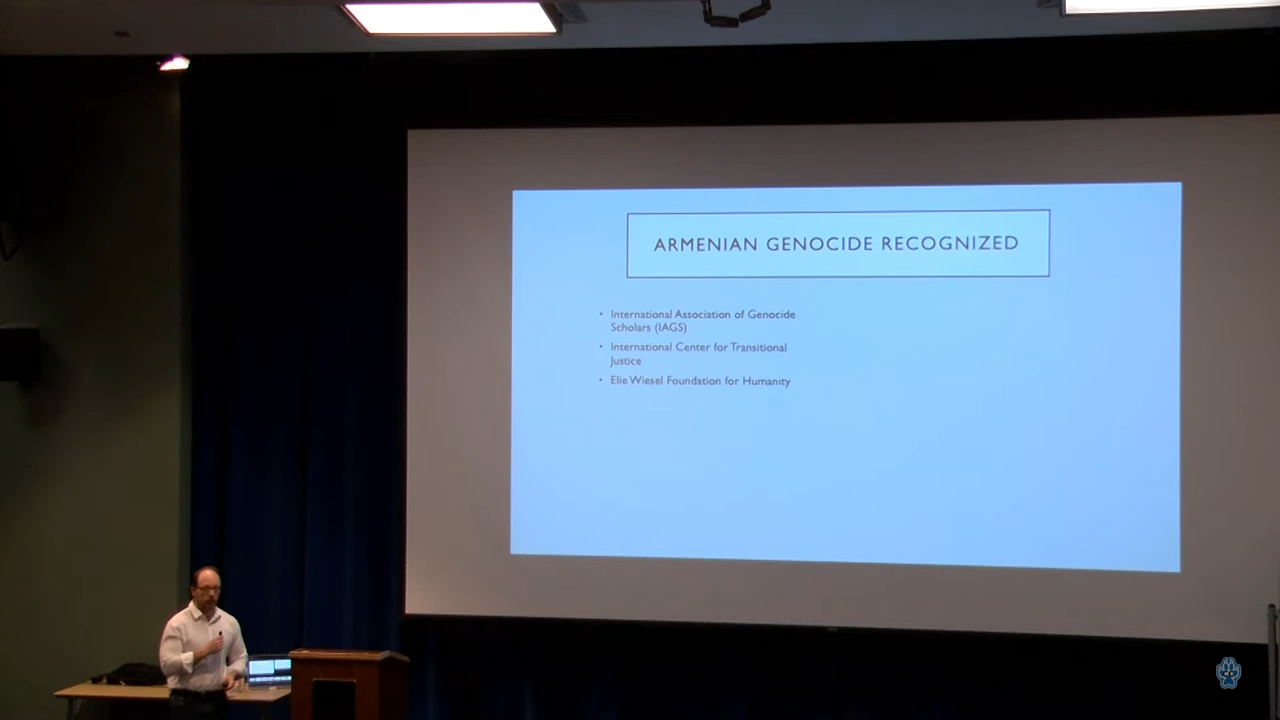 ARMENIAN GENOCIDE RECOGNIZED
• International Association of Genocide
Scholars (IAGS)
• International Center for Transitional
Justice
• Elie Wiesel Foundation for Humanity